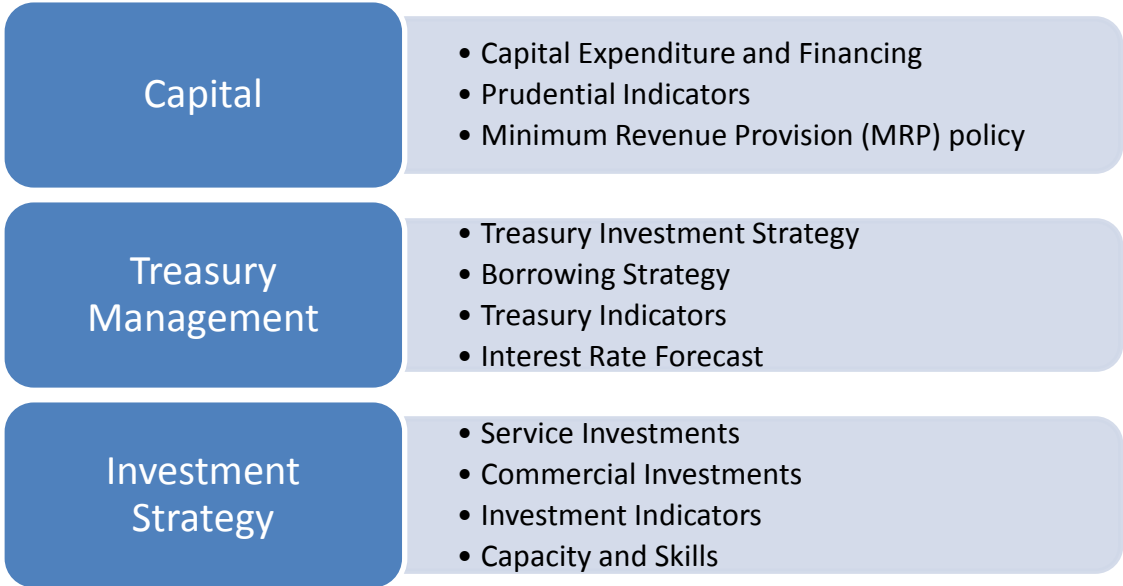 Capital
• Capital Expenditure and Financing
• Prudential Indicators
• Minimum Revenue Provision (MRP) policy
Treasury
Management
• Treasury Investment Strategy
• Borrowing Strategy
• Treasury Indicators
• Interest Rate Forecast
Investment
Strategy
• Service Investments
• Commercial Investments
• Investment Indicators
• Capacity and Skills